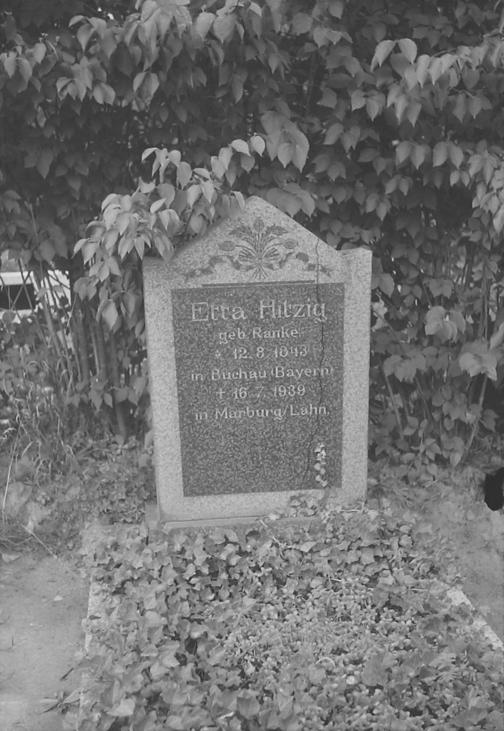 Etta Hitzig
geb. Ranke.
* 12. 8. 1843
in Buchau (Bayern)
† 16. 7. 1939
in Marburg/Lahn.